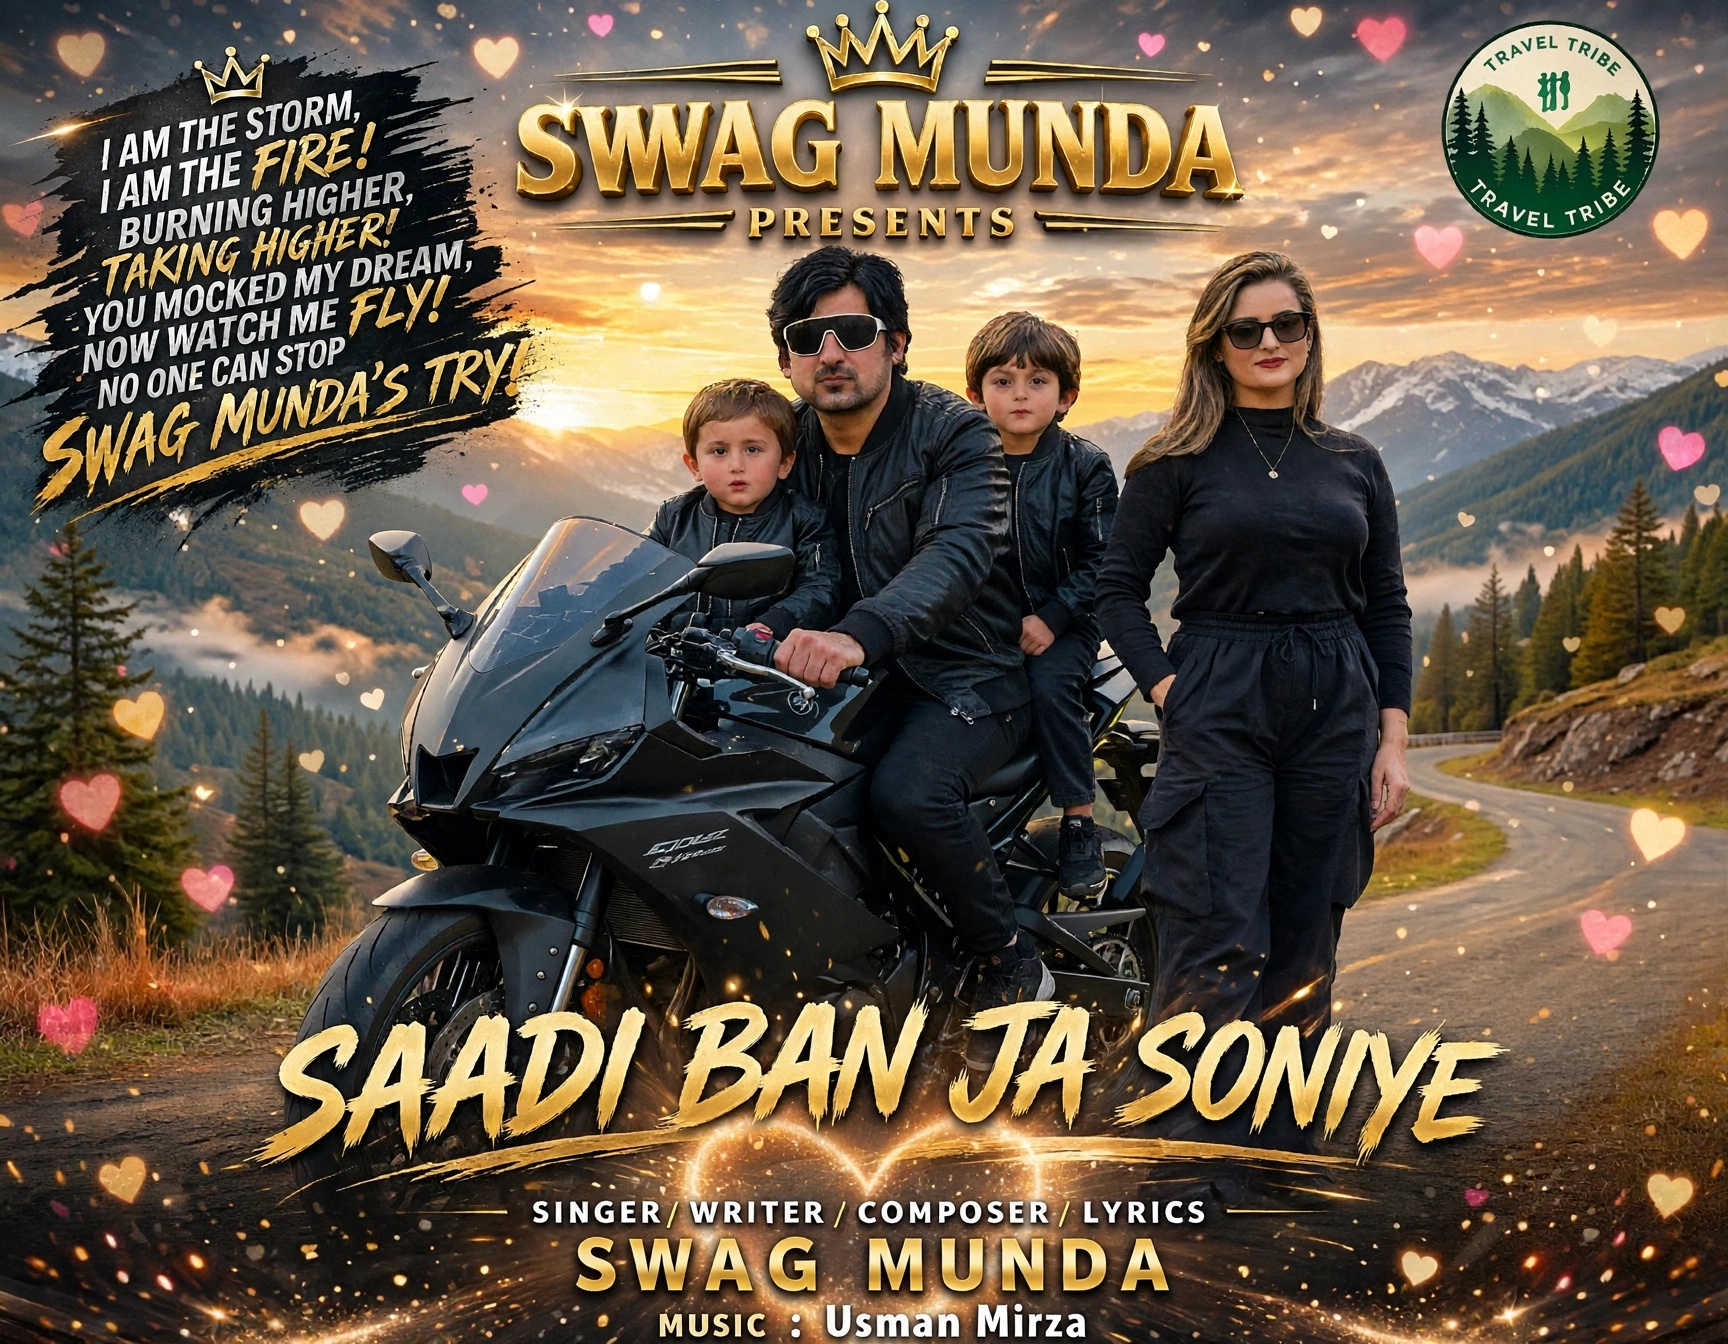 SWAG MUNDA
PRESENTS
I AM THE STORM,
I AM THE FIRE!
BURNING HIGHER,
TAKING HIGHER!
YOU MOCKED MY DREAM,
NOW WATCH ME FLY!
NO ONE CAN STOP
SWAG MUNDA'S TRY!
TRAVEL TRIBE
TRAVEL TRIBE
SAADI BAN JA SONIYE
SINGER/WRITER/COMPOSER/LYRICS
SWAG MUNDA
MUSIC : Usman Mirza